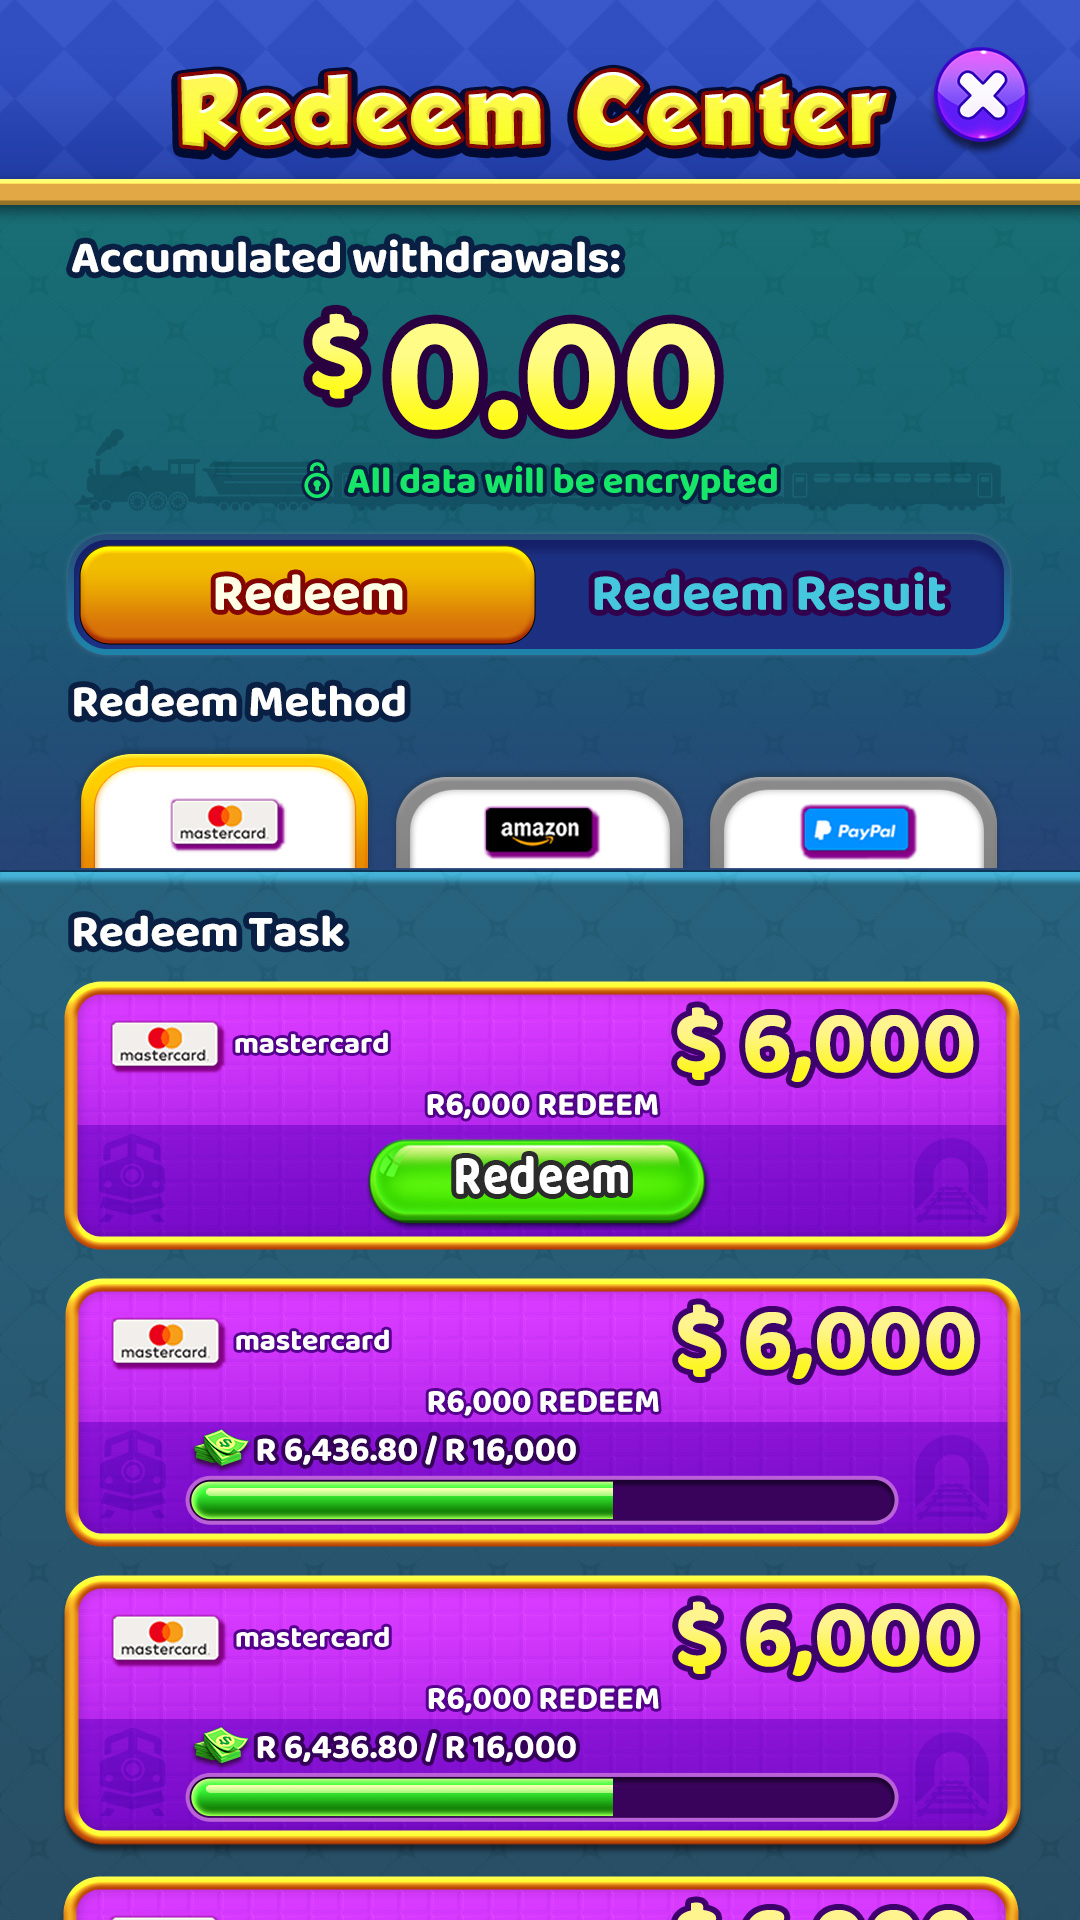 Redeem Center
Accumulated withdrawals:
$ 0.00
All data will be encrypted
Redeem
Redeem Resuit
Redeem Method
mastercard
amazon
PayPal
Redeem Task
mastercard
mastercard
$ 6,000
R6,000 REDEEM
Redeem
mastercard
mastercard
$ 6,000
R6,000 REDEEM
R 6,436.80 / R 16,000
mastercard
mastercard
$ 6,000
R6,000 REDEEM
R 6,436.80 / R 16,000